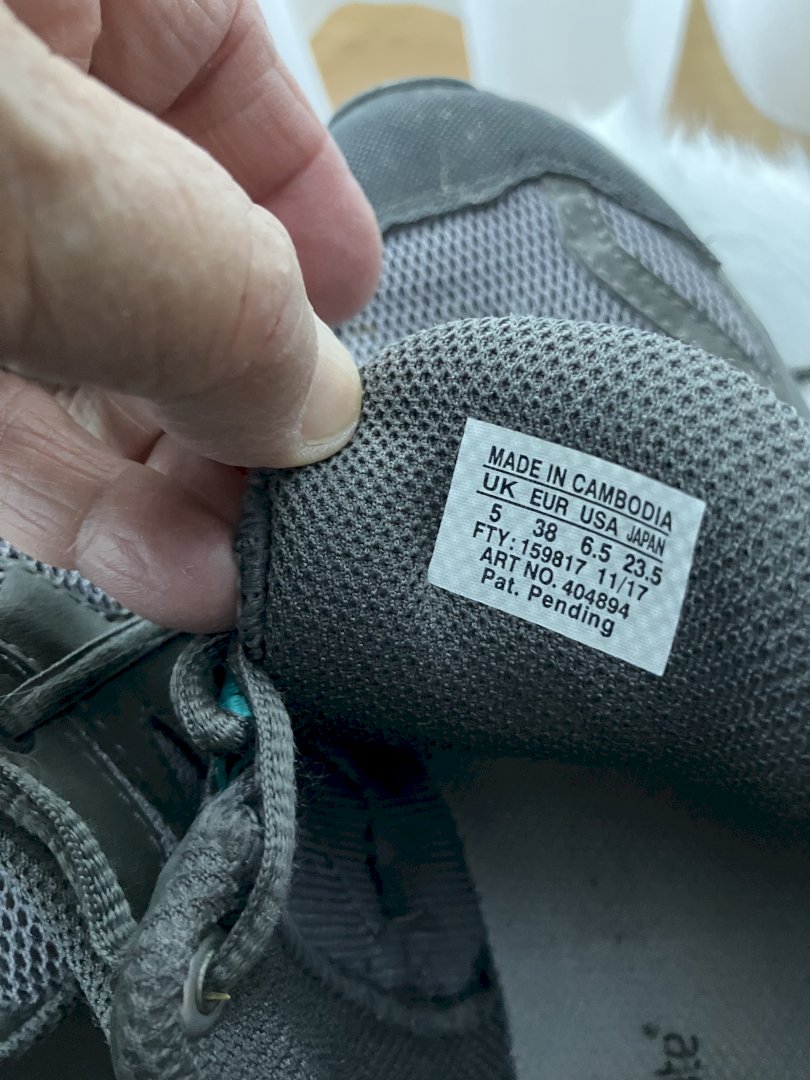 MADE IN CAMBODIA
UK EUR USA JAPAN
5 38 6.5 23.5
FTY: 159817 11/17
ART NO. 404894
Pat. Pending